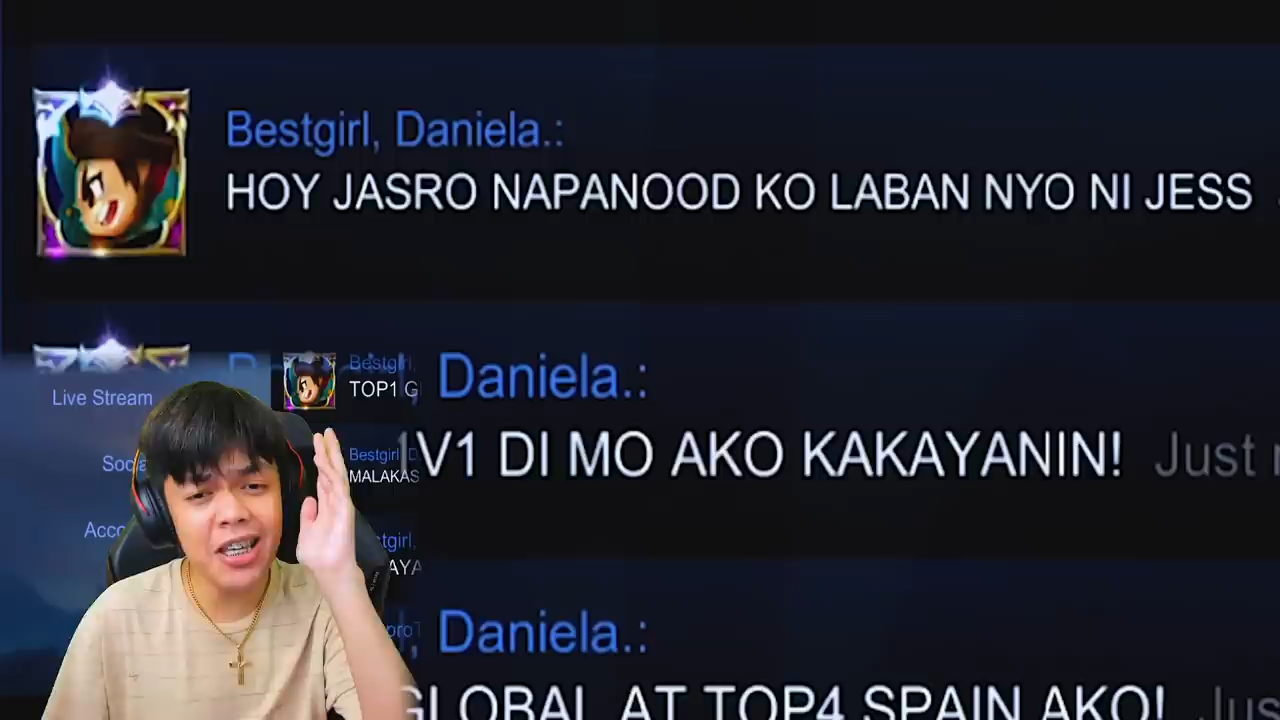 Bestgirl, Daniela.:
HOY JASRO NAPANOOD KO LABAN NYO NI JESS
Daniela.:
1V1 DI MO AKO KAKAYANIN! Just
Daniela.:
GLOBAL AT TOP4 SPAIN AKO!
Live Stream
Bestgirl,
TOP1 G
Bestgirl,
MALAKAS